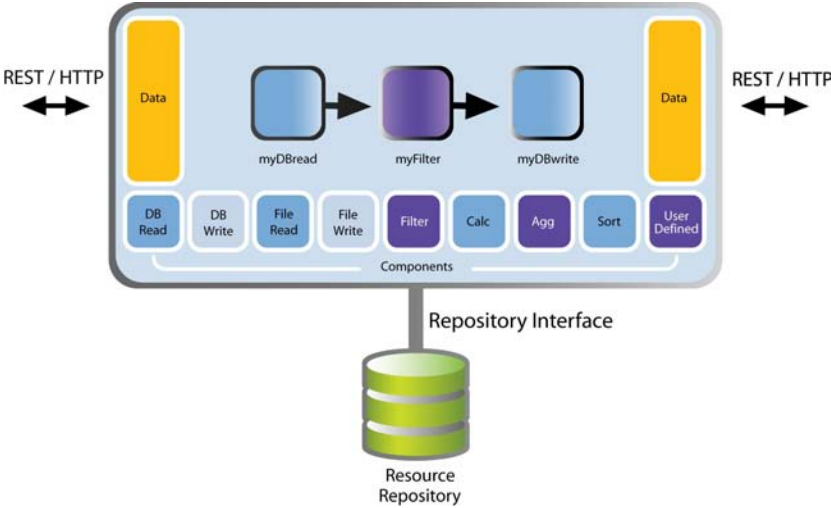 REST / HTTP
REST / HTTP
Data
Data
myDBread
myFilter
myDBwrite
DB
Read
DB
Write
File
Read
File
Write
Filter
Calc
Agg
Sort
User
Defined
Components
Repository Interface
Resource
Repository